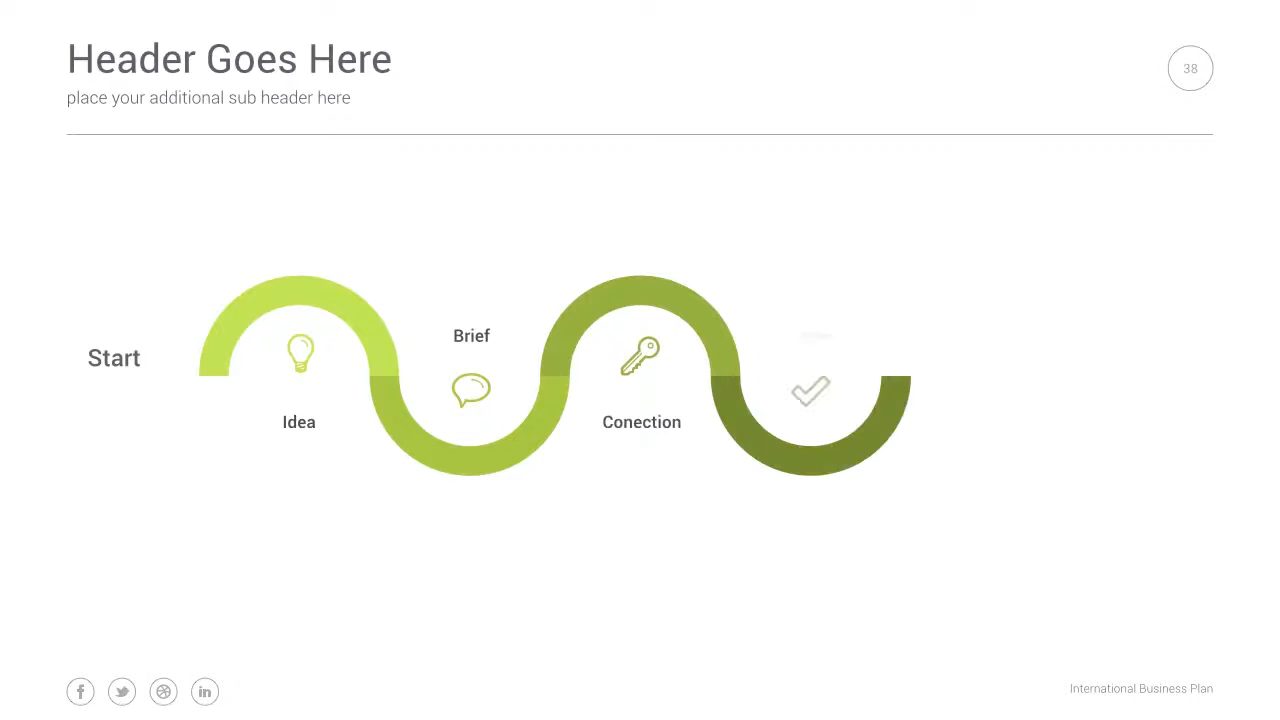 Header Goes Here
place your additional sub header here
38
Start
Idea
Brief
Conection
International Business Plan